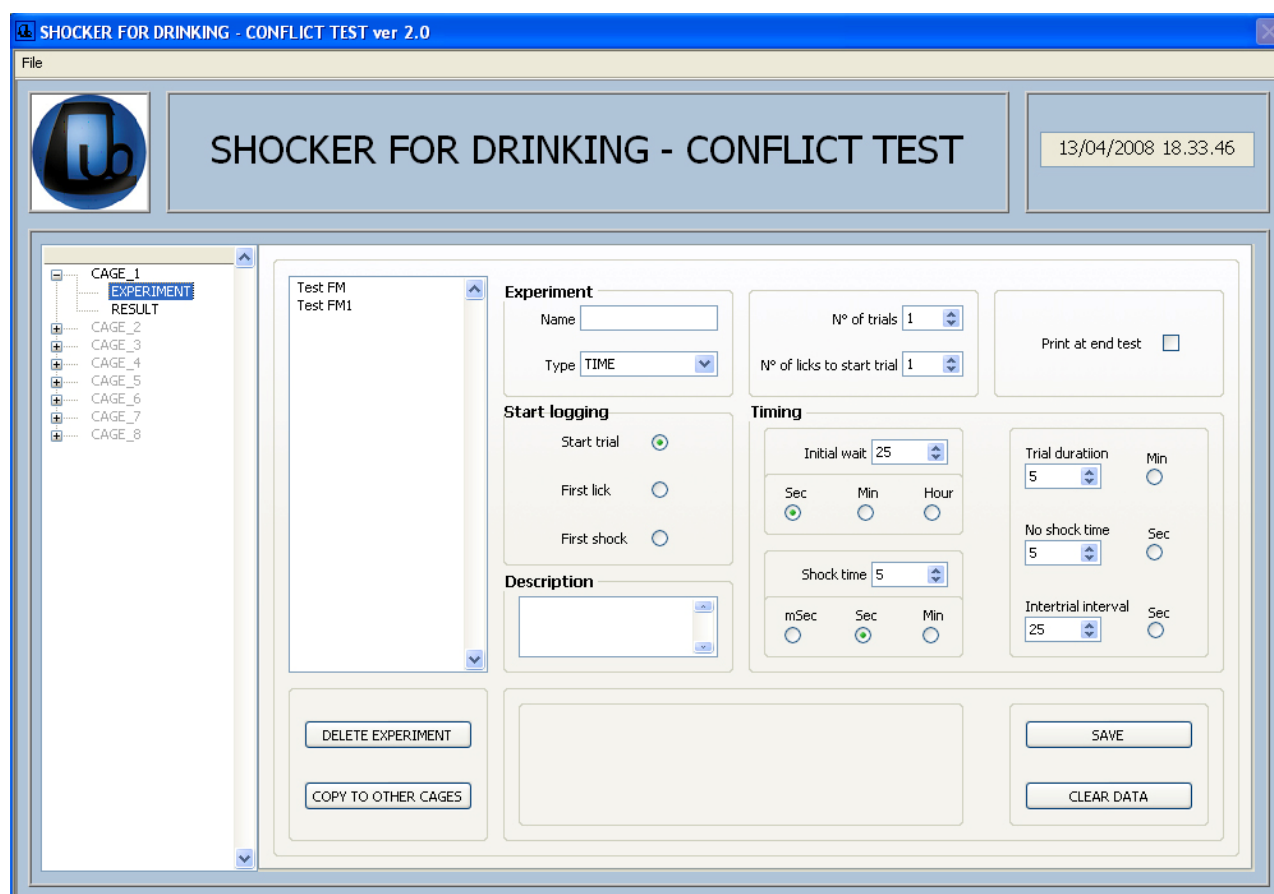 SHOCKER FOR DRINKING - CONFLICT TEST ver 2.0
File
SHOCKER FOR DRINKING - CONFLICT TEST
13/04/2008 18.33.46
CAGE_1
EXPERIMENT
RESULT
CAGE_2
CAGE_3
CAGE_4
CAGE_5
CAGE_6
CAGE_7
CAGE_8
Test FM
Test FM1
Experiment
Name
Type TIME
N° of trials 1
N° of licks to start trial 1
Print at end test
Start logging
Start trial
First lick
First shock
Description
Timing
Initial wait 25
Sec Min Hour
Shock time 5
mSec Sec Min
Trial duratiion Min
5
No shock time Sec
5
Intertrial interval Sec
25
DELETE EXPERIMENT
COPY TO OTHER CAGES
SAVE
CLEAR DATA